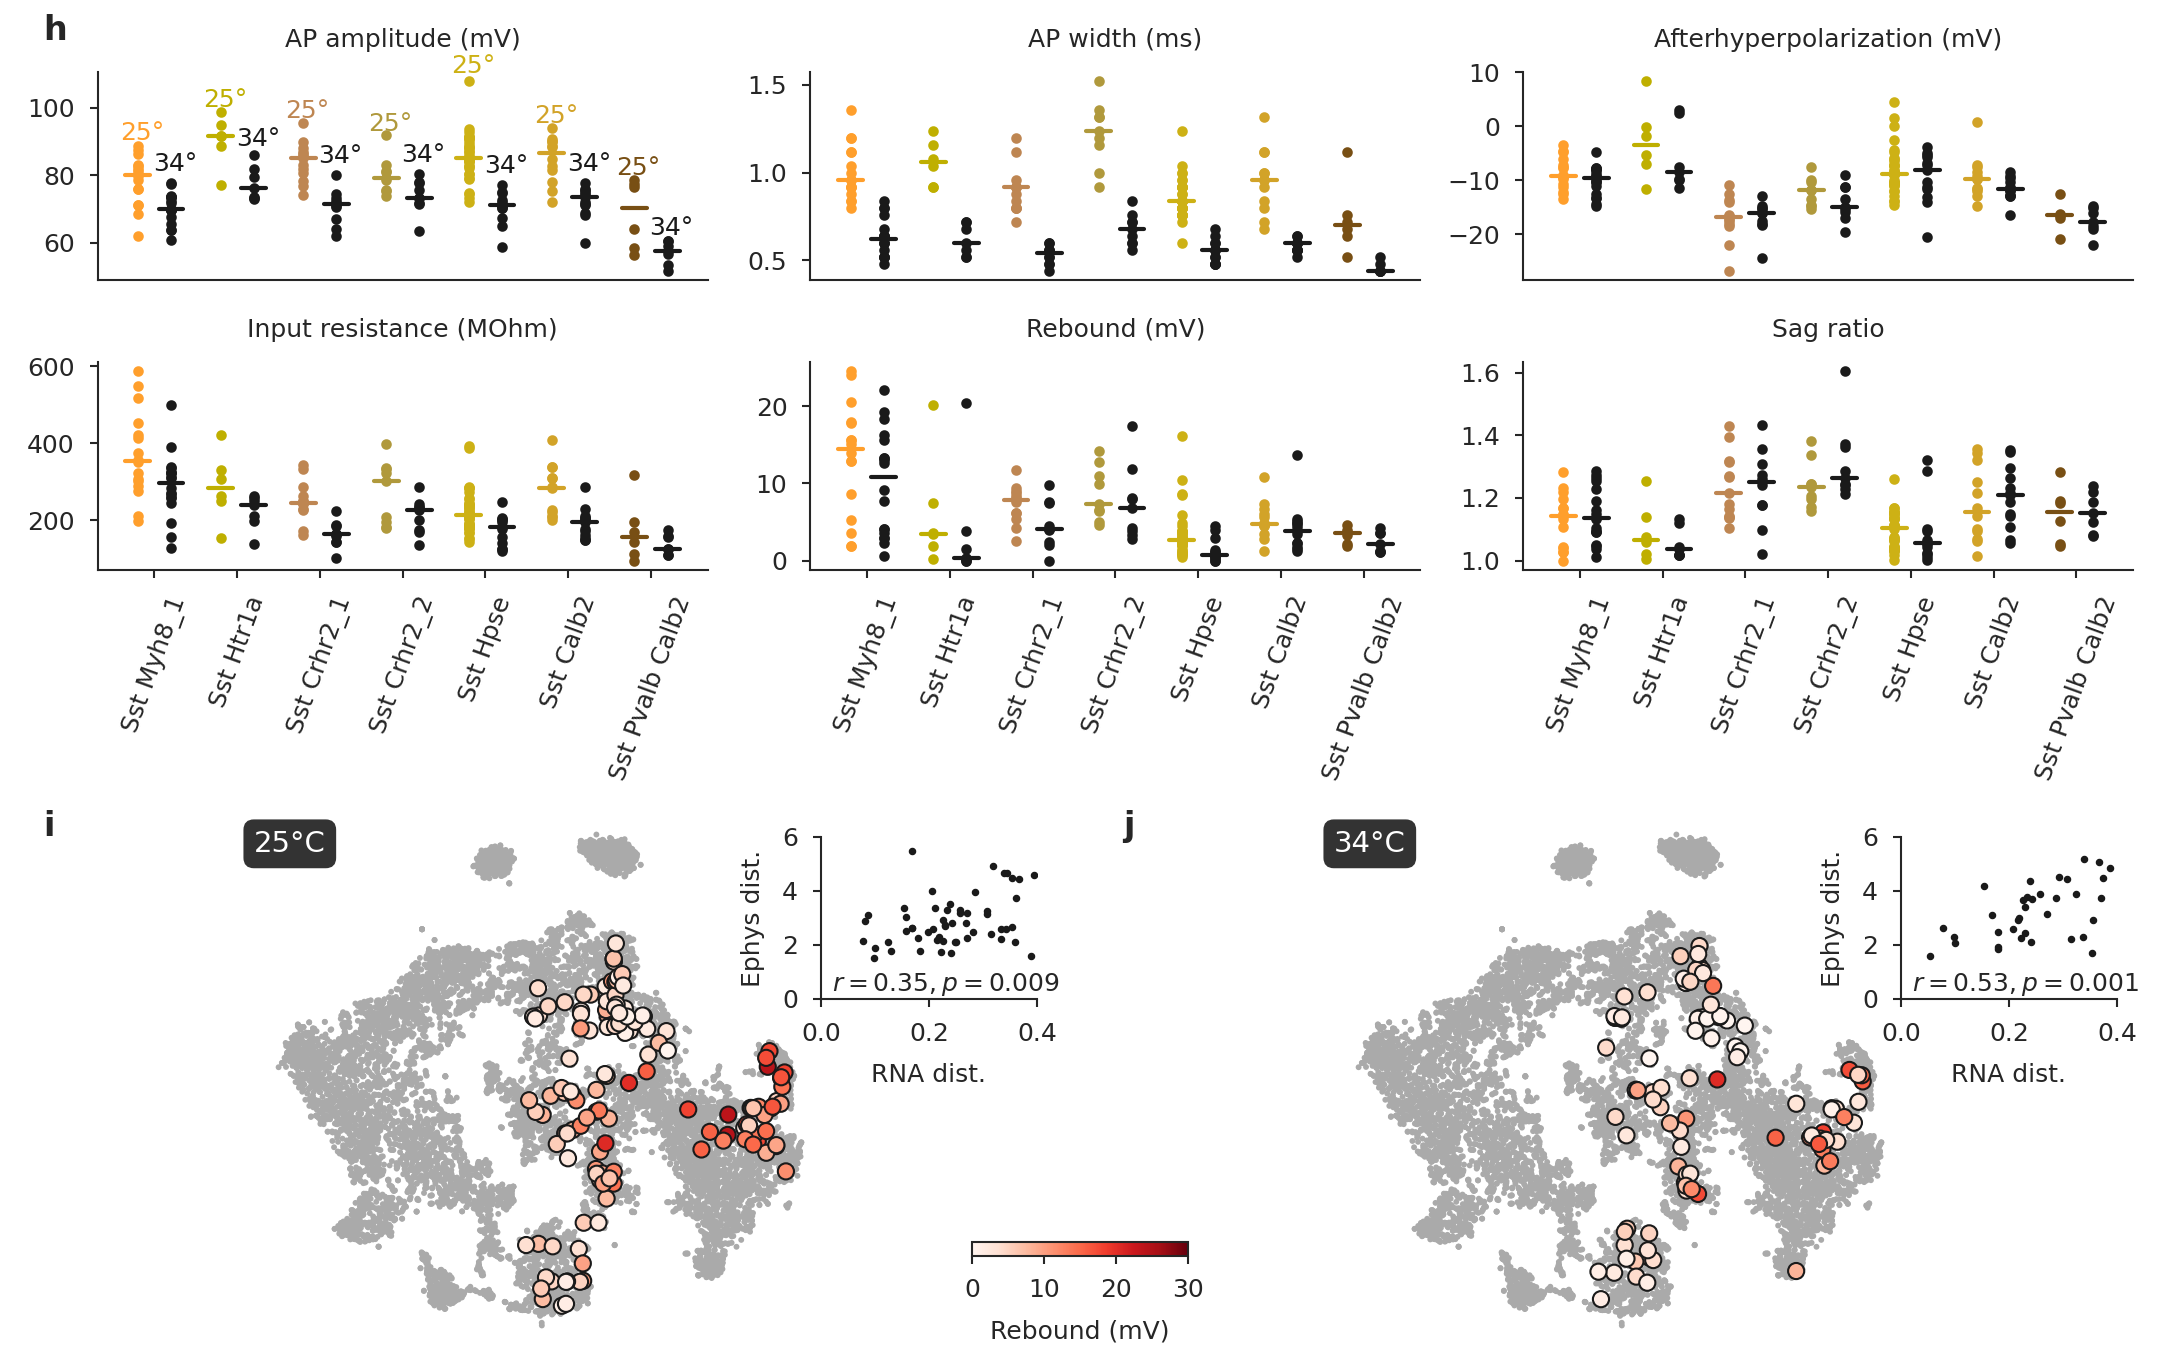 h
AP amplitude (mV)
AP width (ms)
Afterhyperpolarization (mV)
100
80
60
25°
34°
25°
34°
25°
34°
25°
34°
25°
34°
25°
34°
25°
34°
1.5
1.0
0.5
10
0
−10
−20
Input resistance (MOhm)
Rebound (mV)
Sag ratio
600
400
200
20
10
0
1.6
1.4
1.2
1.0
Sst Myh8_1
Sst Htr1a
Sst Crhr2_1
Sst Crhr2_2
Sst Hpse
Sst Calb2
Sst Pvalb Calb2
Sst Myh8_1
Sst Htr1a
Sst Crhr2_1
Sst Crhr2_2
Sst Hpse
Sst Calb2
Sst Pvalb Calb2
Sst Myh8_1
Sst Htr1a
Sst Crhr2_1
Sst Crhr2_2
Sst Hpse
Sst Calb2
Sst Pvalb Calb2
i
25°C
Ephys dist.
6
4
2
0
r = 0.35, p = 0.009
0.0
0.2
0.4
RNA dist.
0
10
20
30
Rebound (mV)
j
34°C
Ephys dist.
6
4
2
0
r = 0.53, p = 0.001
0.0
0.2
0.4
RNA dist.